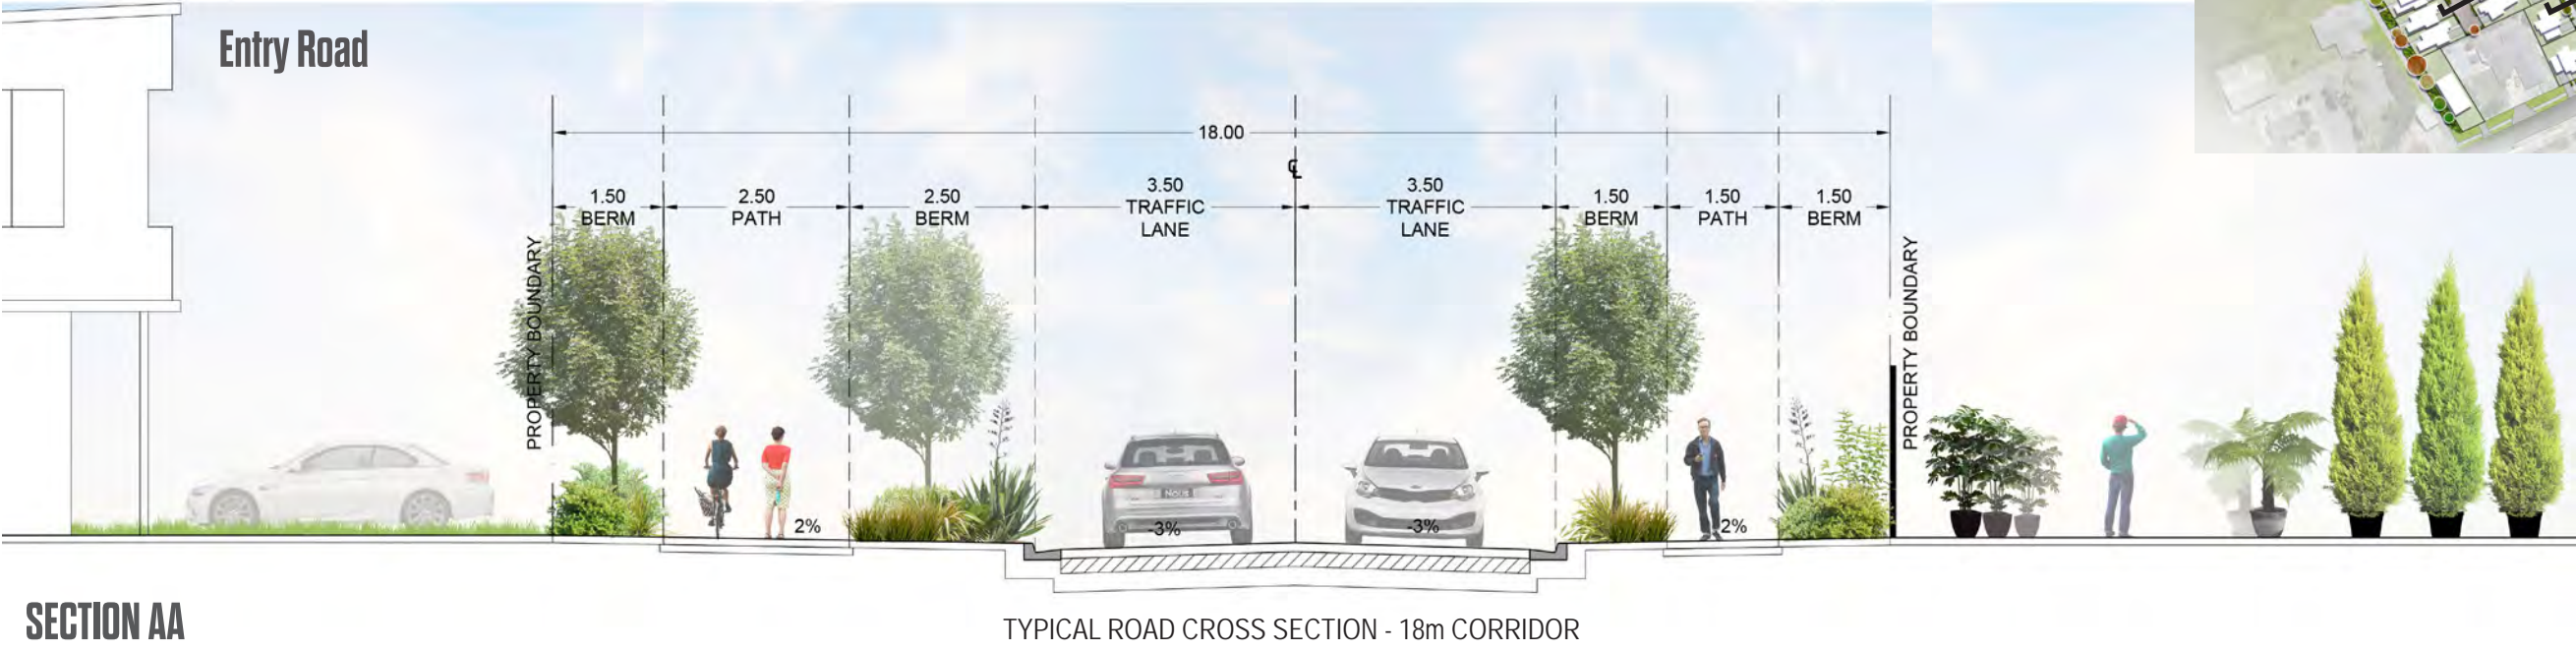 Entry Road
18.00
℄
1.50
BERM
2.50
PATH
2.50
BERM
3.50
TRAFFIC
LANE
3.50
TRAFFIC
LANE
1.50
BERM
1.50
PATH
1.50
BERM
PROPERTY BOUNDARY
PROPERTY BOUNDARY
2%
-3%
-3%
2%
SECTION AA
TYPICAL ROAD CROSS SECTION - 18m CORRIDOR